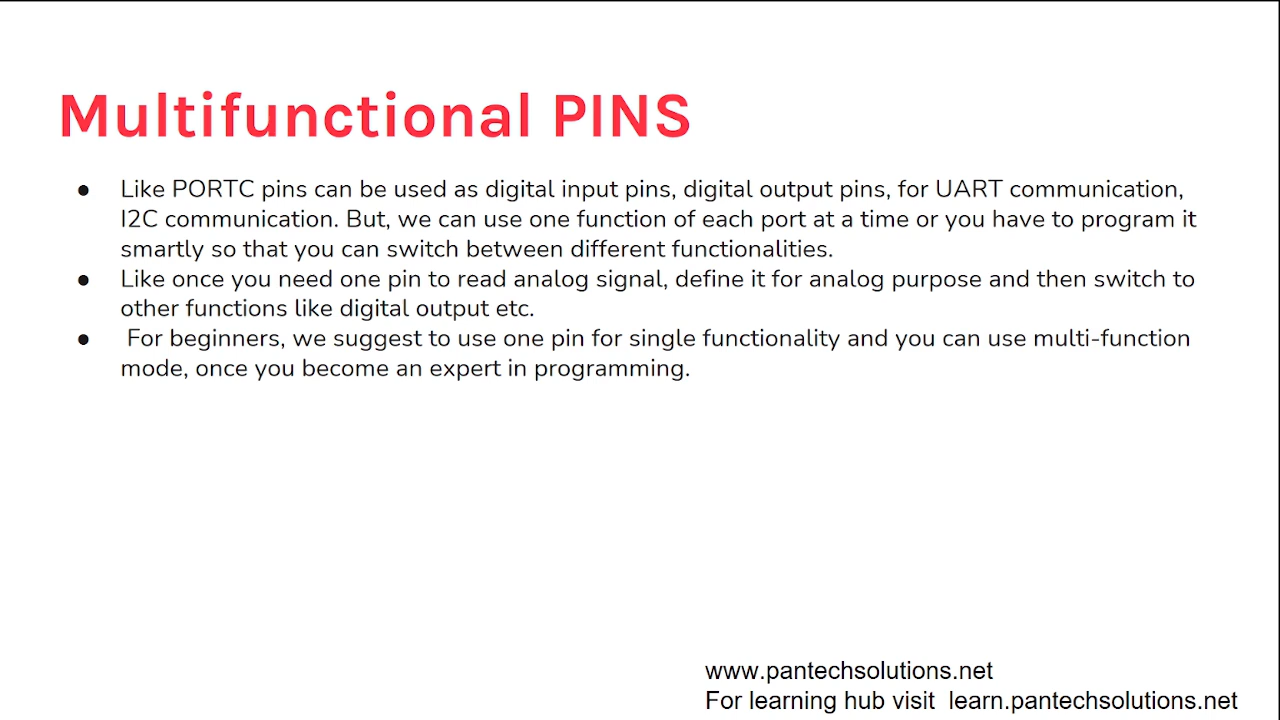 Multifunctional PINS
● Like PORTC pins can be used as digital input pins, digital output pins, for UART communication,
I2C communication. But, we can use one function of each port at a time or you have to program it
smartly so that you can switch between different functionalities.
● Like once you need one pin to read analog signal, define it for analog purpose and then switch to
other functions like digital output etc.
● For beginners, we suggest to use one pin for single functionality and you can use multi-function
mode, once you become an expert in programming.
www.pantechsolutions.net
For learning hub visit learn.pantechsolutions.net